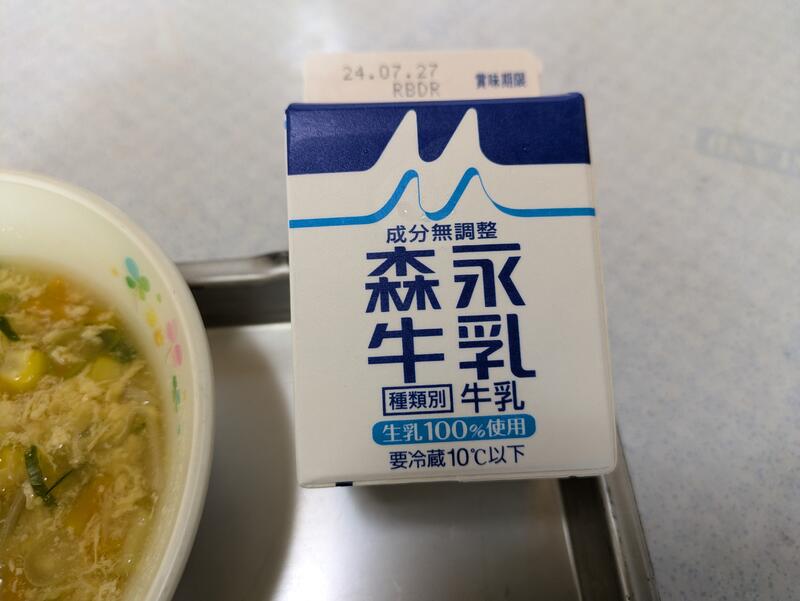 24.07.27
RBDR
賞味期限
成分無調整
森永
牛乳
種類別 牛乳
生乳100%使用
要冷蔵10℃以下